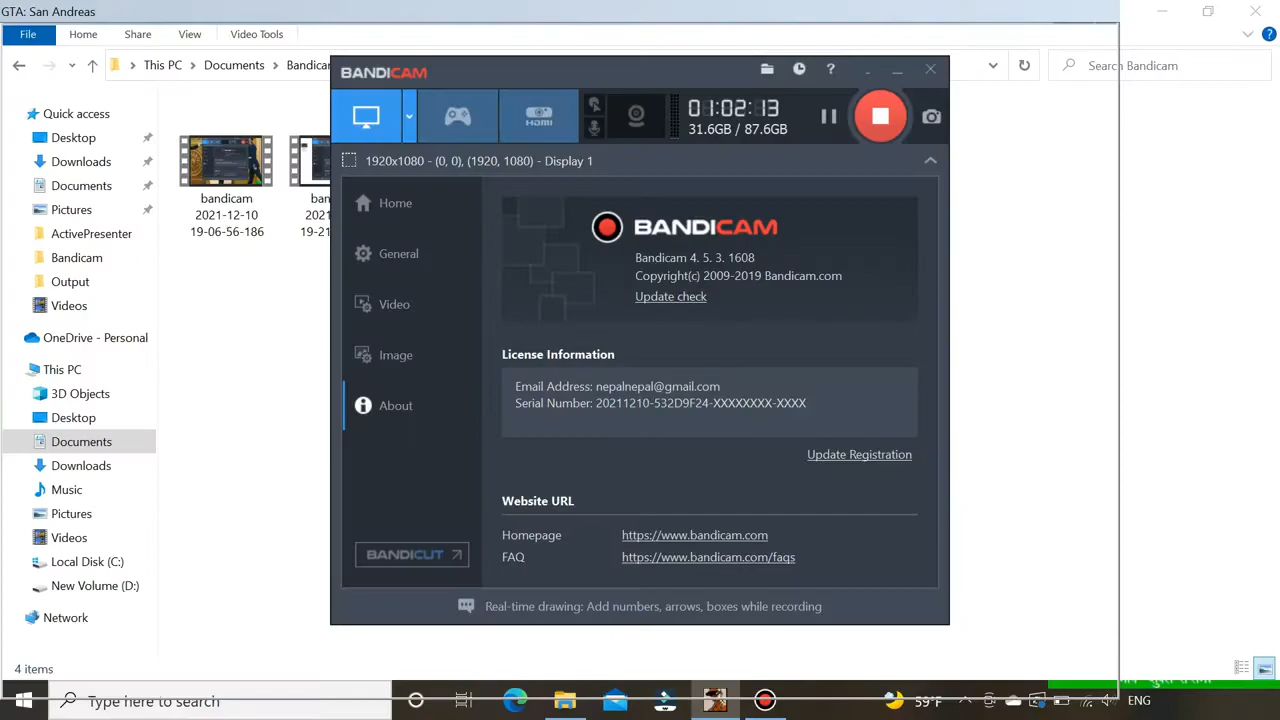 GTA: San Andreas
File Home Share View Video Tools
This PC Documents Bandica
Search Bandicam
Quick access
Desktop
Downloads
Documents
Pictures
ActivePresenter
Bandicam
Output
Videos
OneDrive - Personal
This PC
3D Objects
Desktop
Documents
Downloads
Music
Pictures
Videos
Local Disk (C:)
New Volume (D:)
Network
4 items
bandicam
2021-12-10
19-06-56-186
ban
2021
19-21
BANDICAM
HDMI
01:02:13
31.6GB / 87.6GB
1920x1080 - (0, 0), (1920, 1080) - Display 1
Home
General
Video
Image
About
BANDICUT
BANDICAM
Bandicam 4. 5. 3. 1608
Copyright(c) 2009-2019 Bandicam.com
Update check
License Information
Email Address: nepalnepal@gmail.com
Serial Number: 20211210-532D9F24-XXXXXXXX-XXXX
Update Registration
Website URL
Homepage https://www.bandicam.com
FAQ https://www.bandicam.com/faqs
Real-time drawing: Add numbers, arrows, boxes while recording
Type here to search
59°F
ENG